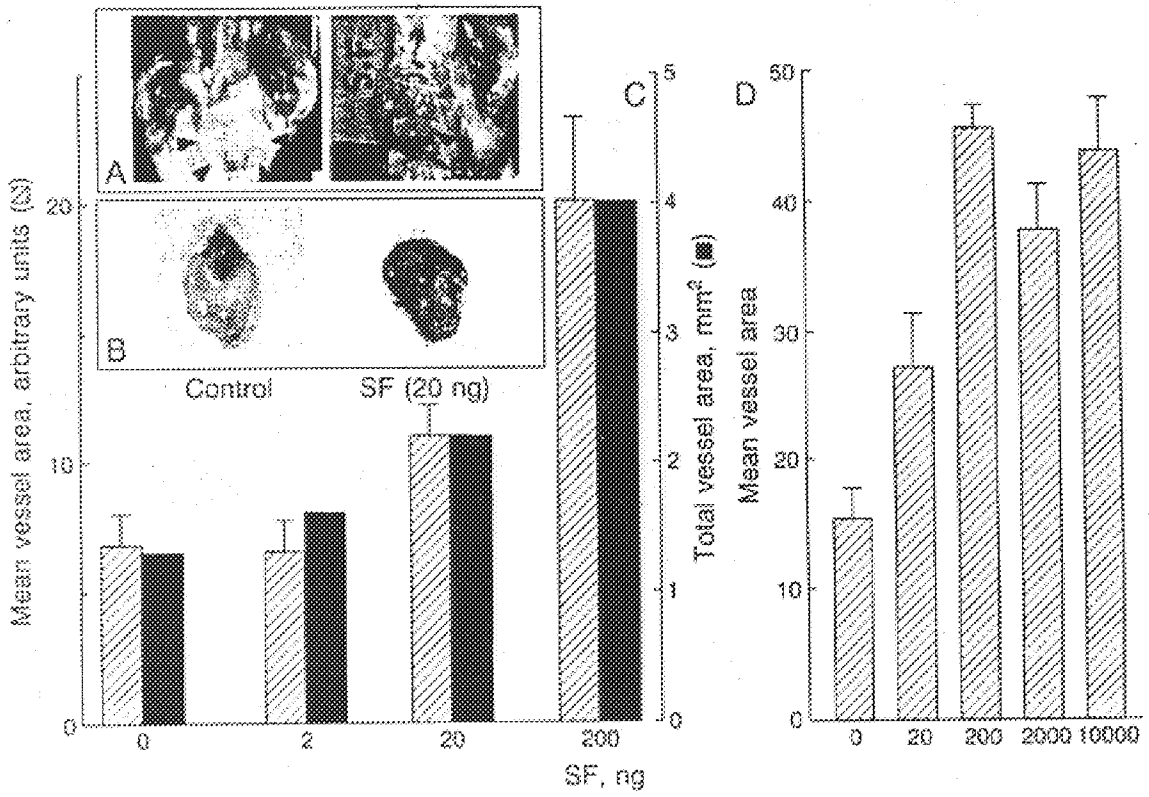 A
B
Control
SF (20 ng)
C
Mean vessel area, arbitrary units (▨)
20
10
0
Total vessel area, mm² (■)
5
4
3
2
1
0
0
2
20
200
SF, ng
D
Mean vessel area
50
40
30
20
10
0
0
20
200
2000
10000